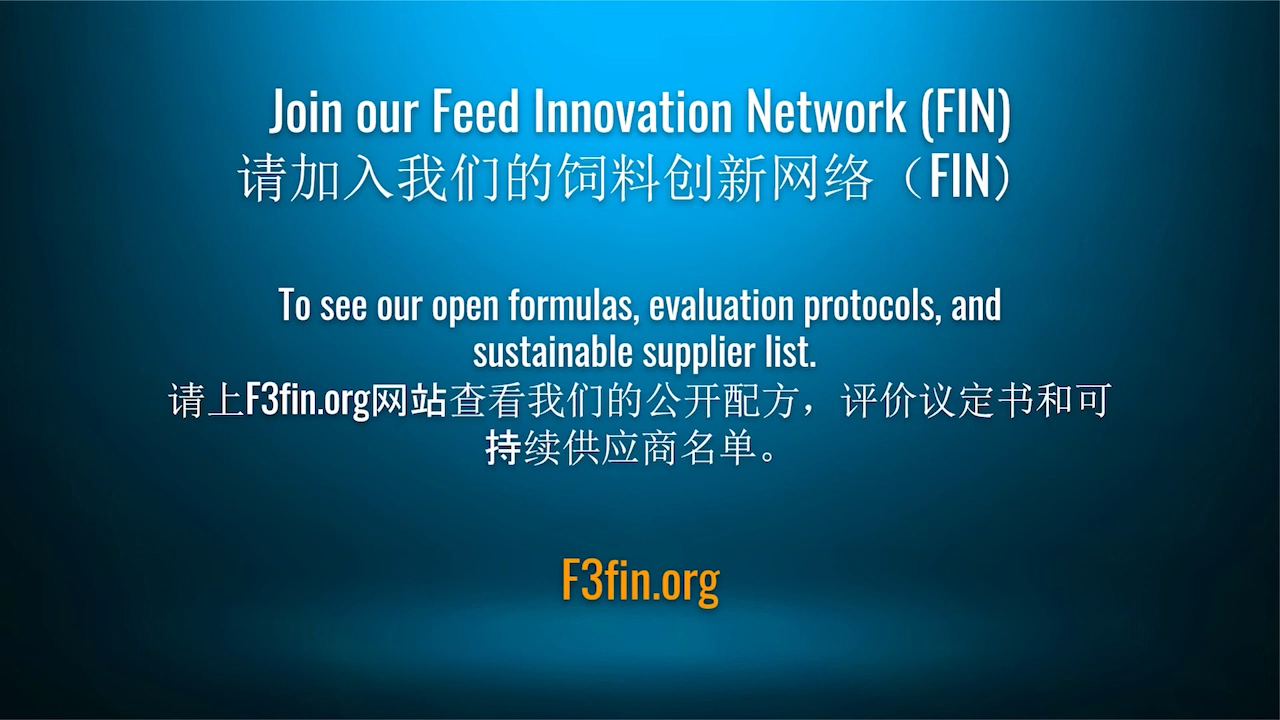 Join our Feed Innovation Network (FIN)
请加入我们的饲料创新网络（FIN）
To see our open formulas, evaluation protocols, and
sustainable supplier list.
请上F3fin.org网站查看我们的公开配方，评价议定书和可
持续供应商名单。
F3fin.org